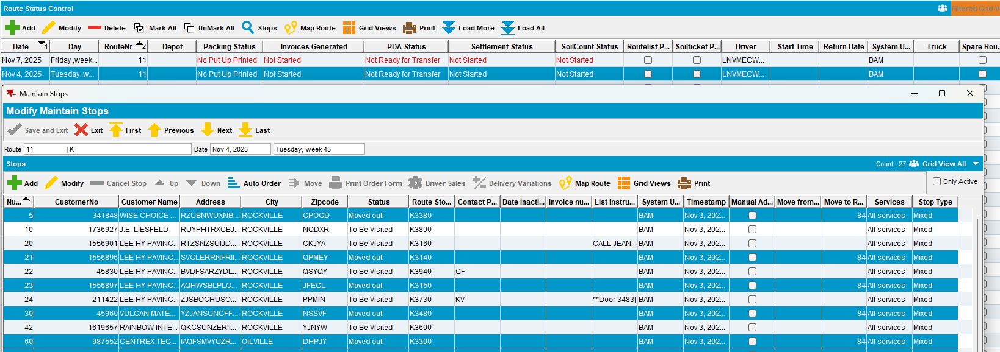 Route Status Control Filtered Grid V
Add Modify Delete Mark All UnMark All Stops Map Route Grid Views Print Load More Load All
Date 1 Day RouteNr 2 Depot Packing Status Invoices Generated PDA Status Settlement Status SoilCount Status Routelist P... Soilticket P... Driver Start Time Return Date System U... Truck Spare Rou...
Nov 7, 2025 Friday ,week... 11 No Put Up Printed Not Started Not Ready for Transfer Not Started Not Started LNVMECW... BAM
Nov 4, 2025 Tuesday ,w... 11 No Put Up Printed Not Started Not Ready for Transfer Not Started Not Started LNVMECW... BAM
Maintain Stops
Modify Maintain Stops
Save and Exit Exit First Previous Next Last
Route 11 | K Date Nov 4, 2025 Tuesday, week 45
Stops Count : 27 Grid View All
Add Modify Cancel Stop Up Down Auto Order Move Print Order Form Driver Sales Delivery Variations Map Route Grid Views Print Only Active
Nu... 1 CustomerNo Customer Name Address City Zipcode Status Route Sto... Contact P... Date Inacti... Invoice nu... List Instru... System U... Timestamp Manual Ad... Move from... Move to R... Services Stop Type
5 341848 WISE CHOICE ... RZUBNWUXNB... ROCKVILLE GPOGD Moved out K3380 BAM Nov 3, 202... 84 All services Mixed
10 1736927 J.E. LIESFELD RUYPHTRXCBJ... ROCKVILLE NQDXR To Be Visited K3800 BAM Nov 3, 202... All services Mixed
20 1556901 LEE HY PAVING... RTZSNZSUIJD... ROCKVILLE GKJYA To Be Visited K3160 CALL JEAN... BAM Nov 3, 202... All services Mixed
21 1556896 LEE HY PAVING... SVGLERRNFRII... ROCKVILLE QPMEY Moved out K3140 BAM Nov 3, 202... 84 All services Mixed
22 45830 LEE HY PAVING... BVDFSARZYDL... ROCKVILLE QSYQY To Be Visited K3940 GF BAM Nov 3, 202... All services Mixed
23 1556897 LEE HY PAVING... AQHWSBLPLO... ROCKVILLE JFECL Moved out K3150 BAM Nov 3, 202... 84 All services Mixed
24 211422 LEE HY PAVING... ZJSBOGHUSO... ROCKVILLE PPMIN To Be Visited K3730 KV **Door 3483| BAM Nov 3, 202... All services Mixed
30 45960 VULCAN MATE... YZJANSUNCFF... ROCKVILLE NSSVF Moved out K3480 BAM Nov 3, 202... 84 All services Mixed
42 1619657 RAINBOW INTE... QKGSUNZERII... ROCKVILLE YJNYW To Be Visited K3600 BAM Nov 3, 202... All services Mixed
60 987552 CENTREX TEC... IAQFSMVYUZR... OILVILLE DHPJY Moved out K3300 BAM Nov 3, 202... 84 All services Mixed